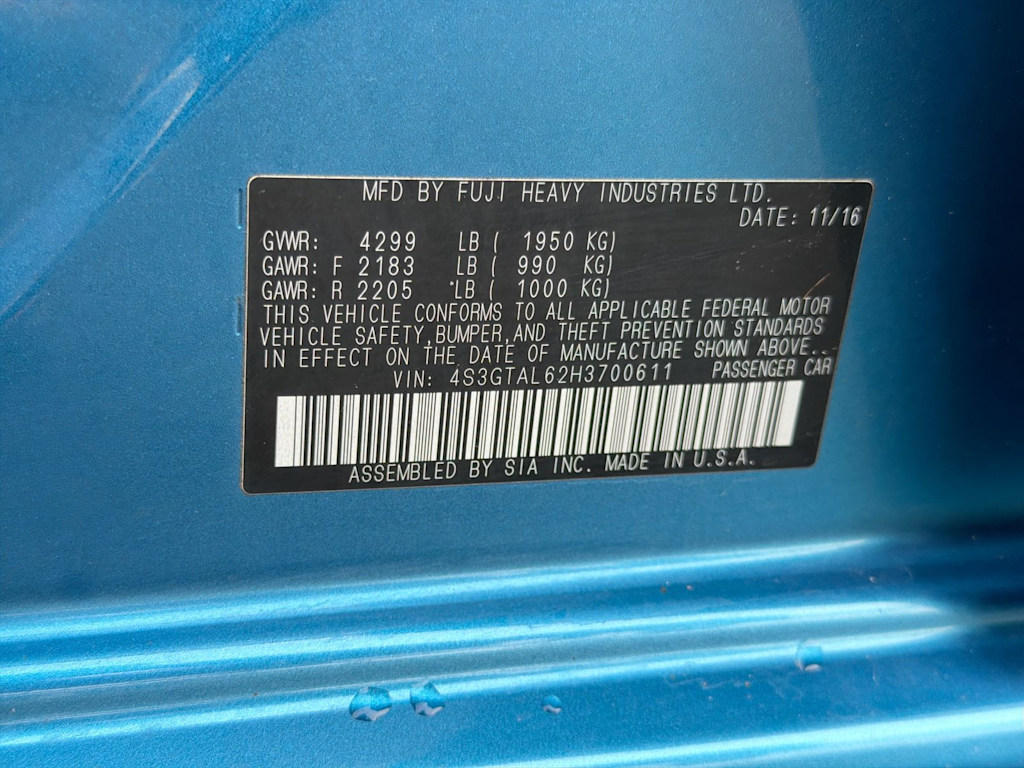 MFD BY FUJI HEAVY INDUSTRIES LTD.
DATE: 11/16
GVWR: 4299 LB ( 1950 KG)
GAWR: F 2183 LB ( 990 KG)
GAWR: R 2205 LB ( 1000 KG)
THIS VEHICLE CONFORMS TO ALL APPLICABLE FEDERAL MOTOR
VEHICLE SAFETY, BUMPER, AND THEFT PREVENTION STANDARDS
IN EFFECT ON THE DATE OF MANUFACTURE SHOWN ABOVE.
VIN: 4S3GTAL62H3700611 PASSENGER CAR
ASSEMBLED BY SIA INC. MADE IN U.S.A.